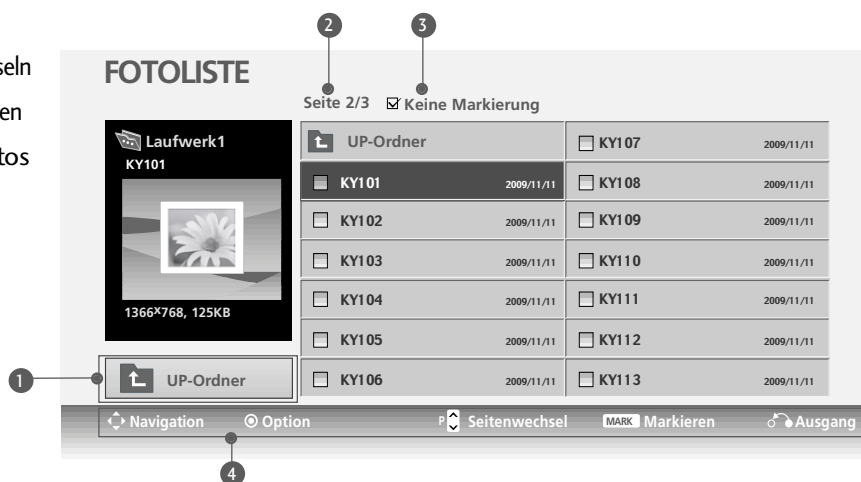 2 3
seln
en
tos
FOTOLISTE
Seite 2/3 Keine Markierung
Laufwerk1
KY101
1366x768, 125KB
UP-Ordner
KY101 2009/11/11
KY102 2009/11/11
KY103 2009/11/11
KY104 2009/11/11
KY105 2009/11/11
KY106 2009/11/11
KY107 2009/11/11
KY108 2009/11/11
KY109 2009/11/11
KY110 2009/11/11
KY111 2009/11/11
KY112 2009/11/11
KY113 2009/11/11
1 UP-Ordner
Navigation Option P Seitenwechsel MARK Markieren Ausgang
4